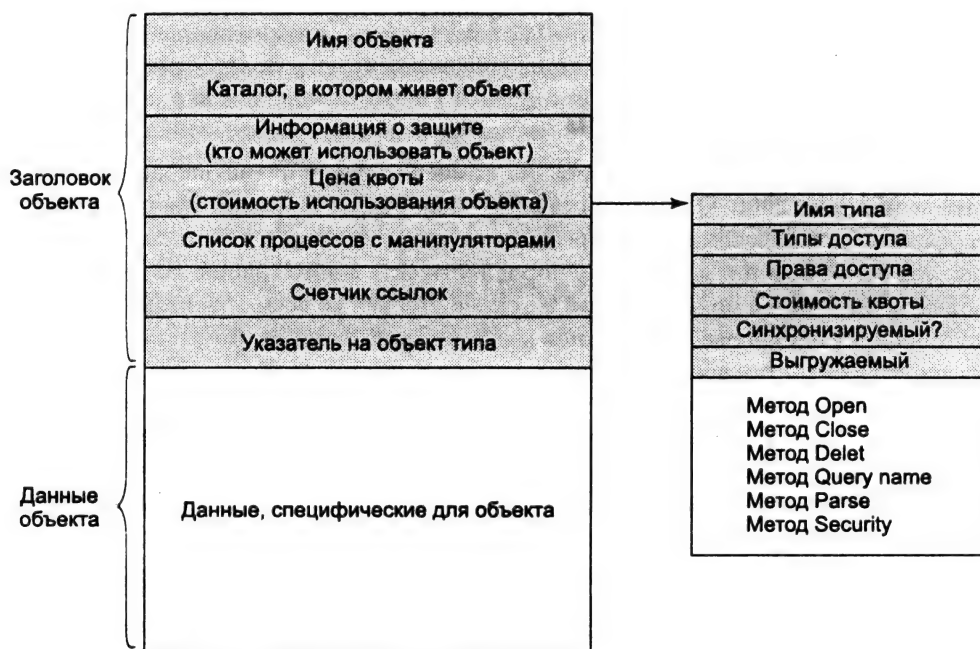 Имя объекта
Каталог, в котором живет объект
Информация о защите
(кто может использовать объект)
Цена квоты
(стоимость использования объекта)
Список процессов с манипуляторами
Счетчик ссылок
Указатель на объект типа
Заголовок
объекта
Данные
объекта
Данные, специфические для объекта
Имя типа
Типы доступа
Права доступа
Стоимость квоты
Синхронизируемый?
Выгружаемый
Метод Open
Метод Close
Метод Delet
Метод Query name
Метод Parse
Метод Security